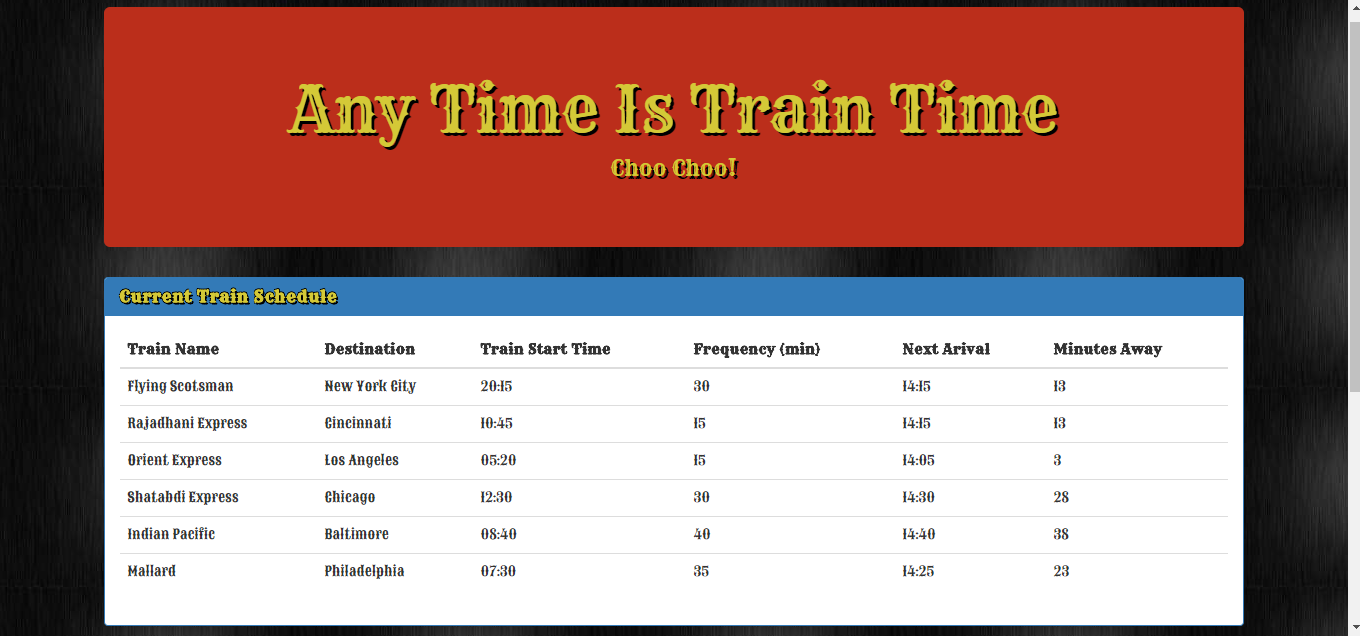 Any Time Is Train Time
Choo Choo!
Current Train Schedule
Train Name Destination Train Start Time Frequency (min) Next Arival Minutes Away
Flying Scotsman New York City 20:15 30 14:15 13
Rajadhani Express Cincinnati 10:45 15 14:15 13
Orient Express Los Angeles 05:20 15 14:05 3
Shatabdi Express Chicago 12:30 30 14:30 28
Indian Pacific Baltimore 08:40 40 14:40 38
Mallard Philadelphia 07:30 35 14:25 23